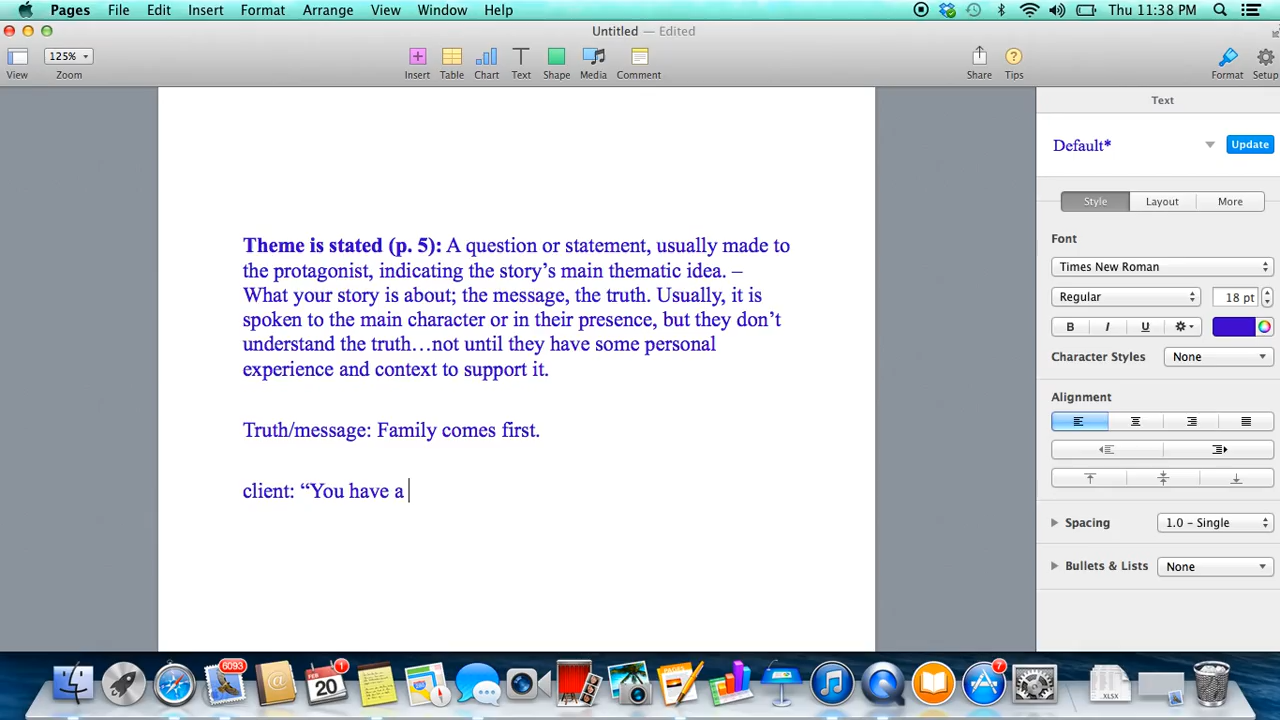 Pages File Edit Insert Format Arrange View Window Help Thu 11:38 PM
Untitled — Edited
125%
View Zoom Insert Table Chart Text Shape Media Comment Share Tips Format Setup
Text
Default* Update
Style Layout More
Font
Times New Roman
Regular 18 pt
B I U
Character Styles None
Alignment
Spacing 1.0 - Single
Bullets & Lists None
Theme is stated (p. 5): A question or statement, usually made to
the protagonist, indicating the story’s main thematic idea. –
What your story is about; the message, the truth. Usually, it is
spoken to the main character or in their presence, but they don’t
understand the truth…not until they have some personal
experience and context to support it.
Truth/message: Family comes first.
client: “You have a
6093
1
20
7
XLSX